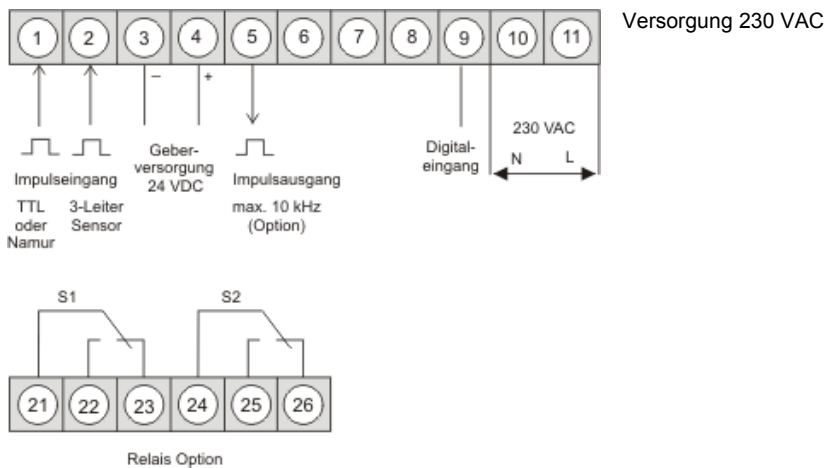 Versorgung 230 VAC
1 2 3 4 5 6 7 8 9 10 11
– +
Impulseingang
TTL
oder
Namur
3-Leiter
Sensor
Geber-
versorgung
24 VDC
Impulsausgang
max. 10 kHz
(Option)
Digital-
eingang
230 VAC
N L
S1 S2
21 22 23 24 25 26
Relais Option